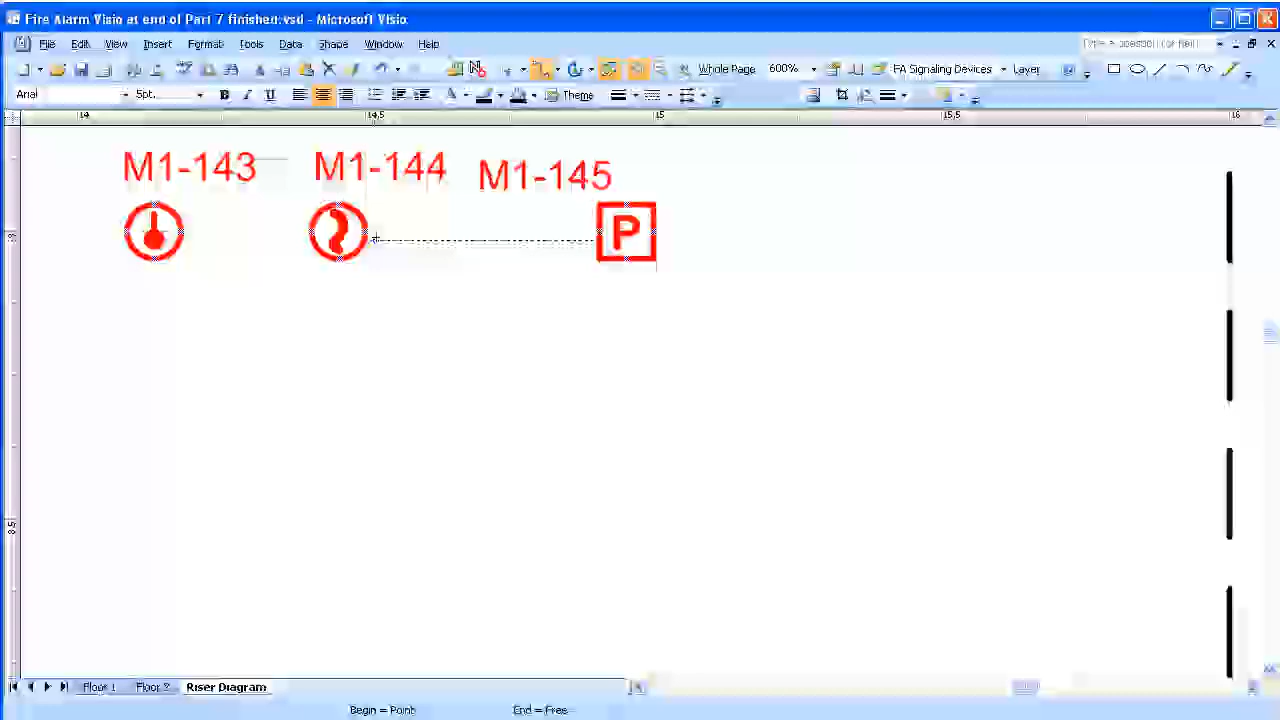 Fire Alarm Visio at end of Part 7 finished.vsd - Microsoft Visio
File Edit View Insert Format Tools Data Shape Window Help
Whole Page 600% FA Signaling Devices Layer
Arial 5pt. B I U A Theme
14 14,5 15 15,5 16
M1-143 M1-144 M1-145
P
8,5
Floor 1 Floor 2 Riser Diagram
Begin = Point End = Free